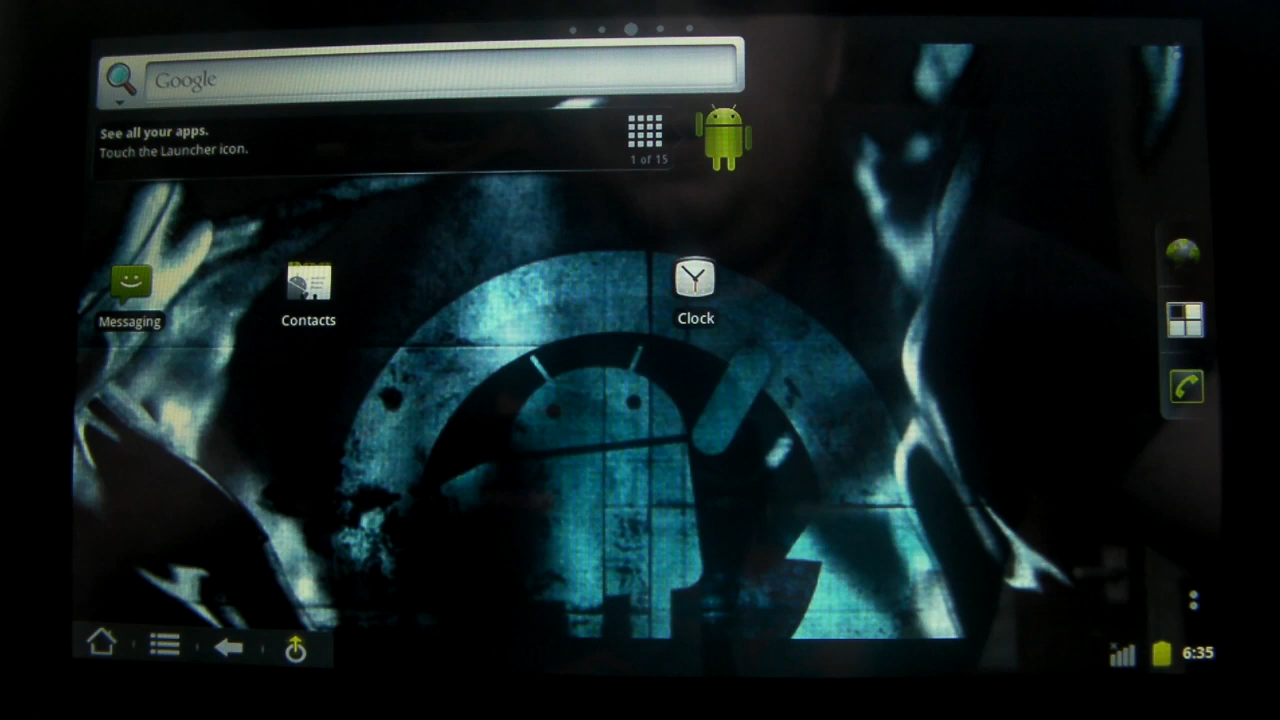 Google
See all your apps.
Touch the Launcher icon.
1 of 15
Messaging
Contacts
Clock
6:35